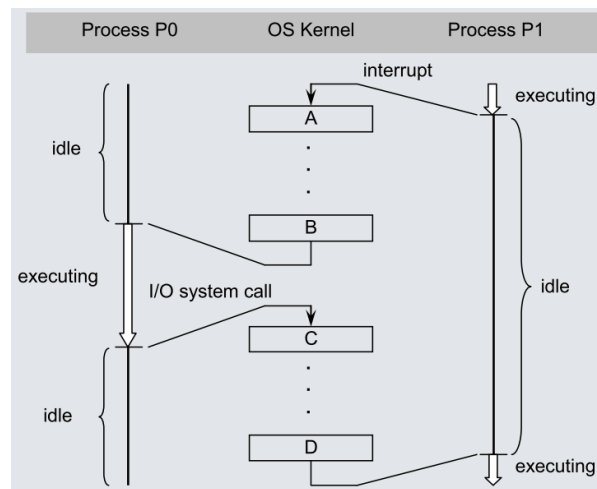 Process P0 OS Kernel Process P1
interrupt
executing
A
idle
B
executing
I/O system call
idle
C
idle
D
executing